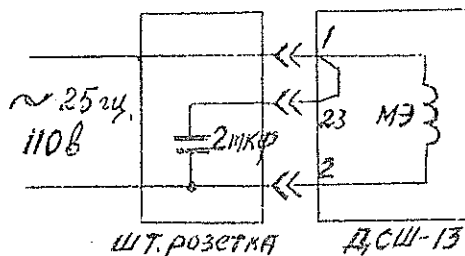 1
~ 25гц.
110в
2мкф
23
МЭ
2
шт. розетка
ДСШ-13